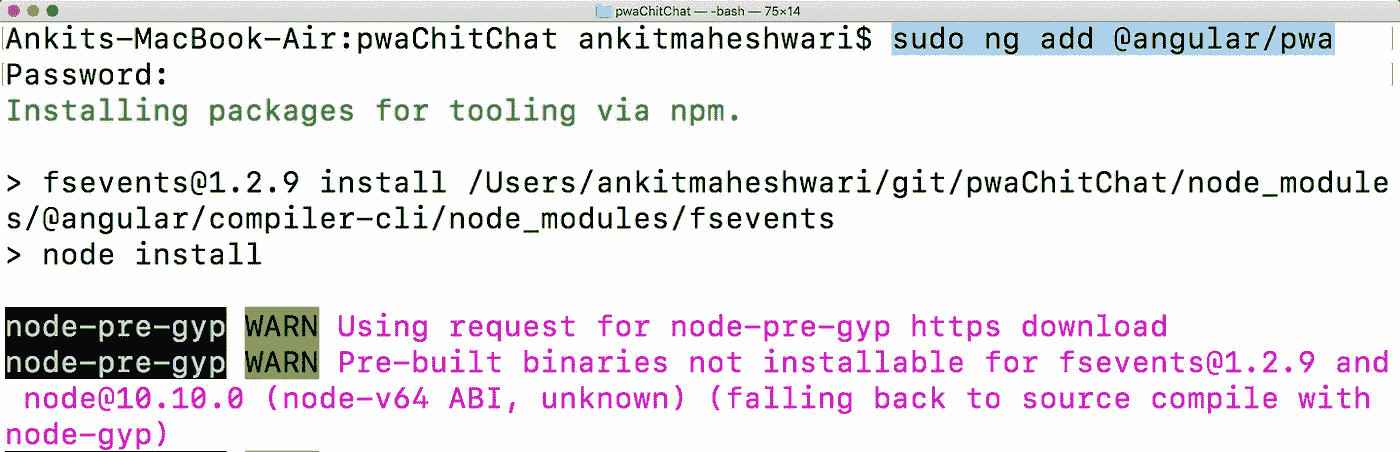 pwaChitChat — -bash — 75×14
Ankits-MacBook-Air:pwaChitChat ankitmaheshwari$ sudo ng add @angular/pwa
Password:
Installing packages for tooling via npm.
> fsevents@1.2.9 install /Users/ankitmaheshwari/git/pwaChitChat/node_module
s/@angular/compiler-cli/node_modules/fsevents
> node install
node-pre-gyp WARN Using request for node-pre-gyp https download
node-pre-gyp WARN Pre-built binaries not installable for fsevents@1.2.9 and
node@10.10.0 (node-v64 ABI, unknown) (falling back to source compile with
node-gyp)